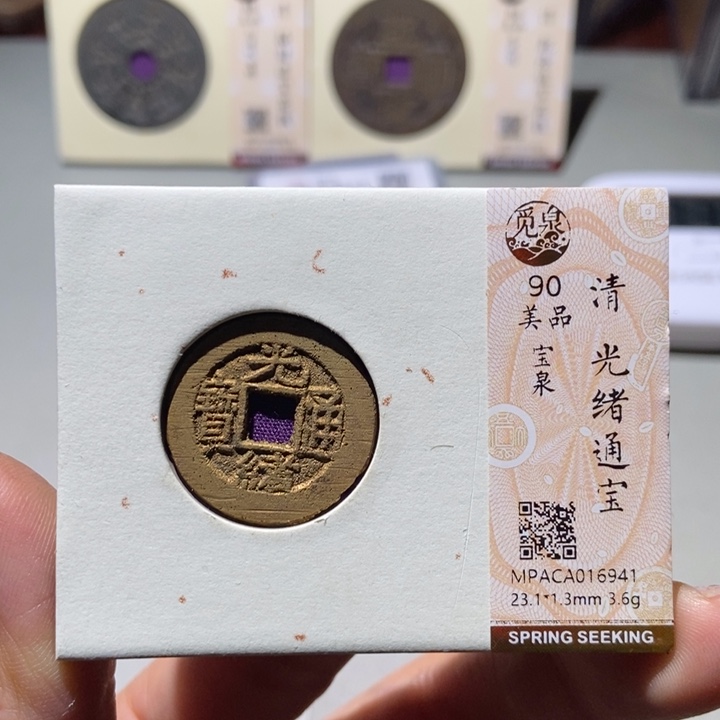 光
緒
通
寶
觅泉
90
美品
宝泉
清 光绪通宝
MPACA016941
23.1*1.3mm 3.6g
SPRING SEEKING